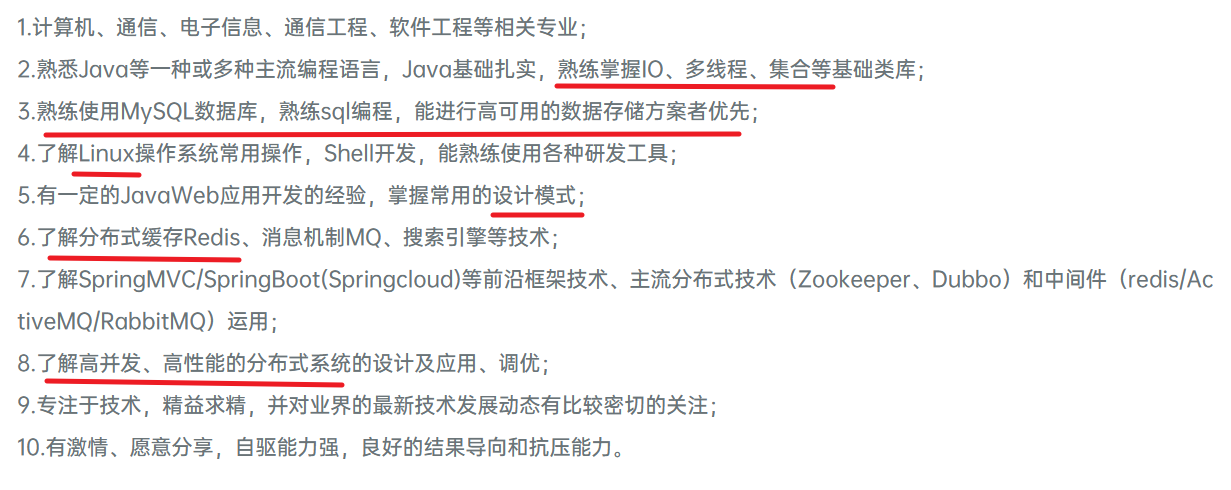 1.计算机、通信、电子信息、通信工程、软件工程等相关专业；
2.熟悉Java等一种或多种主流编程语言，Java基础扎实，熟练掌握IO、多线程、集合等基础类库；
3.熟练使用MySQL数据库，熟练sql编程，能进行高可用的数据存储方案者优先；
4.了解Linux操作系统常用操作，Shell开发，能熟练使用各种研发工具；
5.有一定的JavaWeb应用开发的经验，掌握常用的设计模式；
6.了解分布式缓存Redis、消息机制MQ、搜索引擎等技术；
7.了解SpringMVC/SpringBoot(Springcloud)等前沿框架技术、主流分布式技术（Zookeeper、Dubbo）和中间件（redis/Ac
tiveMQ/RabbitMQ）运用；
8.了解高并发、高性能的分布式系统的设计及应用、调优；
9.专注于技术，精益求精，并对业界的最新技术发展动态有比较密切的关注；
10.有激情、愿意分享，自驱能力强，良好的结果导向和抗压能力。